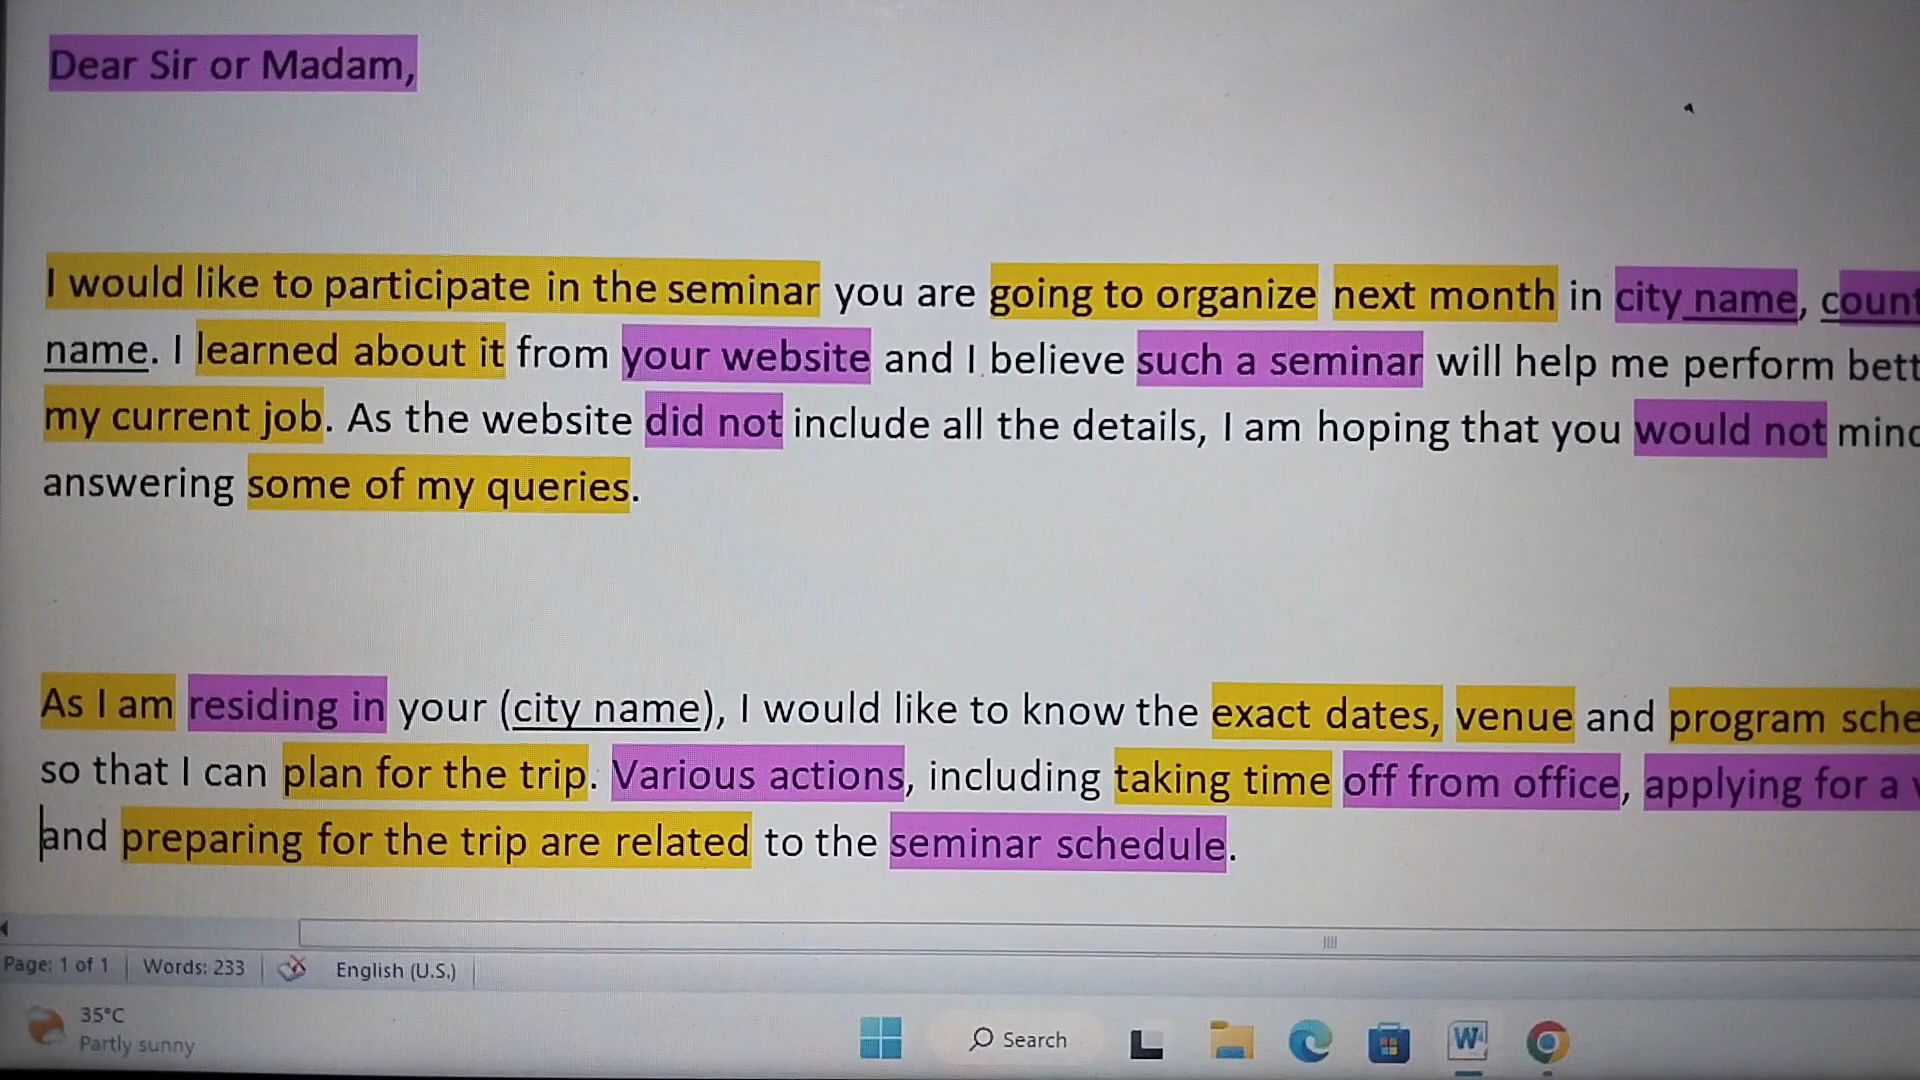 Dear Sir or Madam,
I would like to participate in the seminar you are going to organize next month in city name,
name. I learned about it from your website and I believe such a seminar will help me perform
my current job. As the website did not include all the details, I am hoping that you would not
answering some of my queries.
As I am residing in your (city name), I would like to know the exact dates, venue and program
so that I can plan for the trip. Various actions, including taking time off from office, applying for a
and preparing for the trip are related to the seminar schedule.
Page: 1 of 1 Words: 233 English (U.S.)
35°C
Partly sunny
Search
W